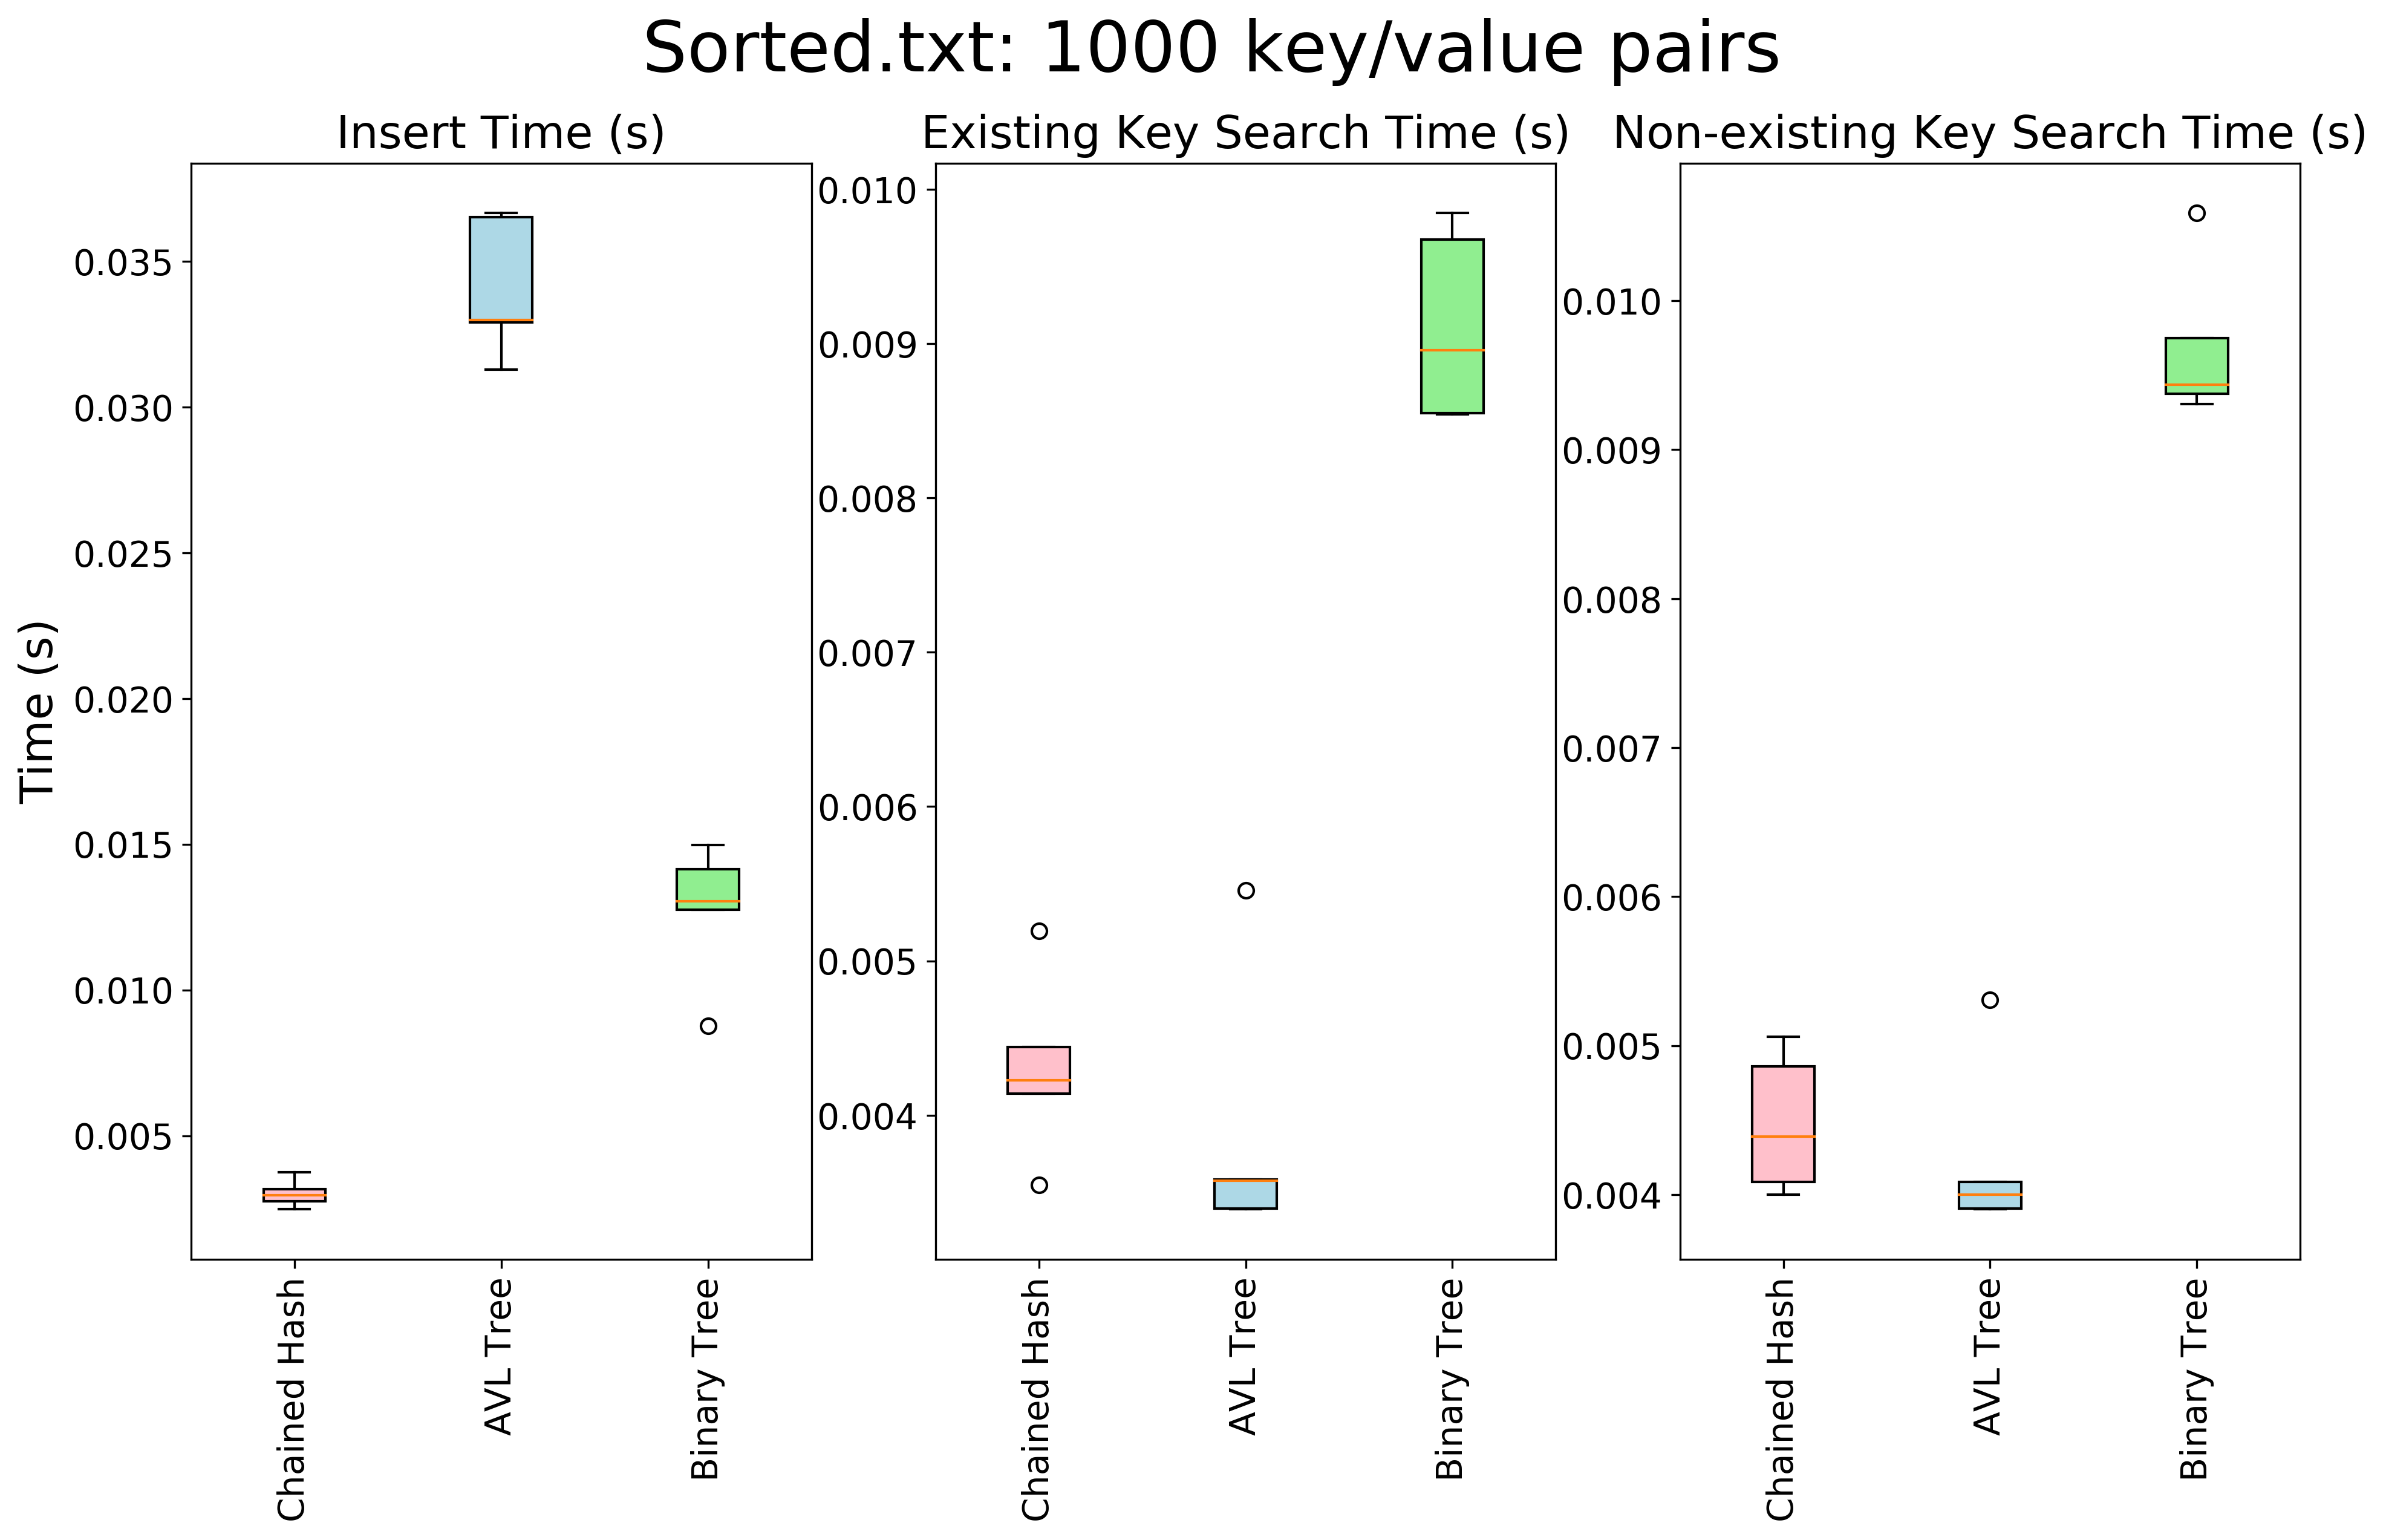 Sorted.txt: 1000 key/value pairs
Insert Time (s)
Existing Key Search Time (s)
Non-existing Key Search Time (s)
Time (s)
0.035
0.030
0.025
0.020
0.015
0.010
0.005
Chained Hash
AVL Tree
Binary Tree
0.010
0.009
0.008
0.007
0.006
0.005
0.004
Chained Hash
AVL Tree
Binary Tree
0.010
0.009
0.008
0.007
0.006
0.005
0.004
Chained Hash
AVL Tree
Binary Tree